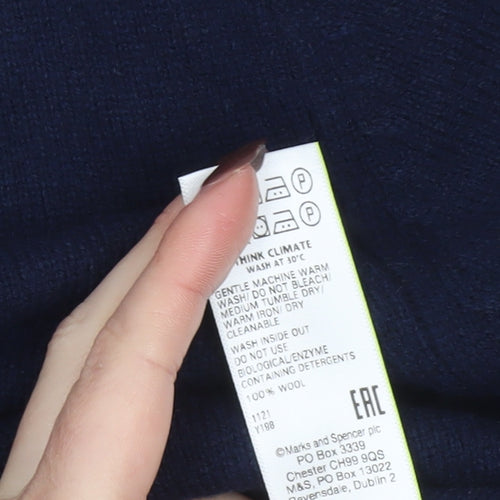 P
P
THINK CLIMATE
WASH AT 30°C
GENTLE MACHINE WARM
WASH/ DO NOT BLEACH/
MEDIUM TUMBLE DRY/
WARM IRON/ DRY
CLEANABLE
WASH INSIDE OUT
DO NOT USE
BIOLOGICAL/ENZYME
CONTAINING DETERGENTS
100% WOOL
1121
Y188
EAC
©Marks and Spencer plc
PO Box 3339
Chester CH99 9QS
M&S, PO Box 13022
Baversdale, Dublin 2